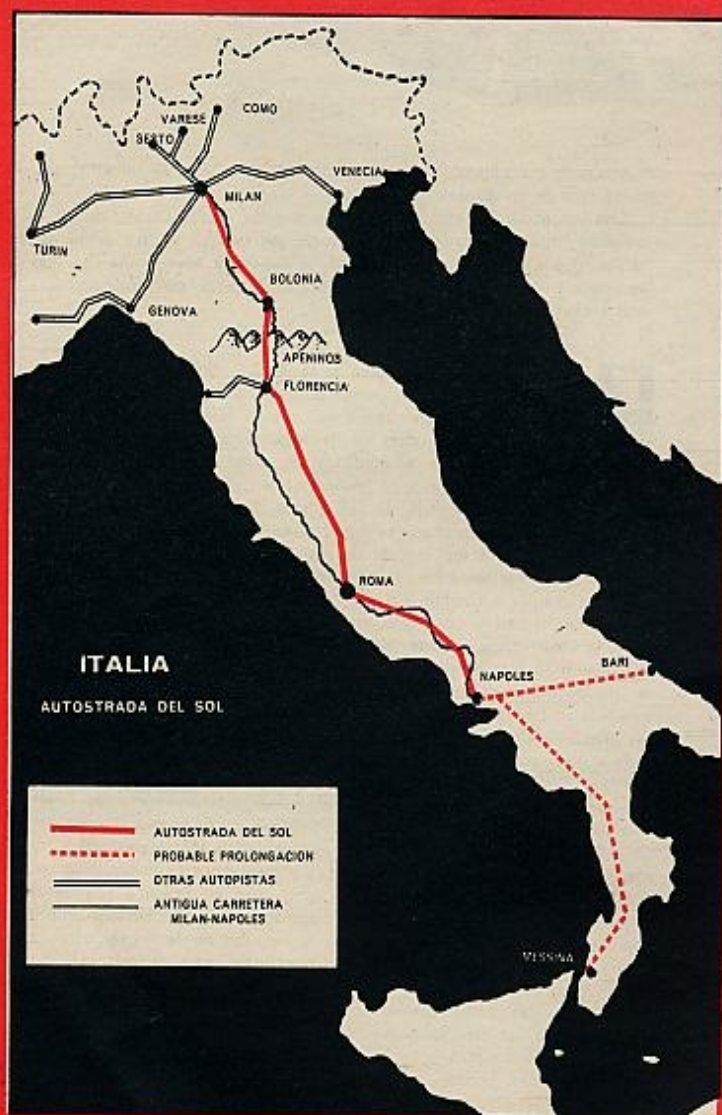 COMO
VARESE
SESTO
VENECIA
MILAN
TURIN
BOLONIA
GENOVA
APENINOS
FLORENCIA
ROMA
ITALIA
BARI
NAPOLES
AUTOSTRADA DEL SOL
AUTOSTRADA DEL SOL
PROBABLE PROLONGACION
OTRAS AUTOPISTAS
ANTIGUA CARRETERA
MILAN-NAPOLES
MESSINA